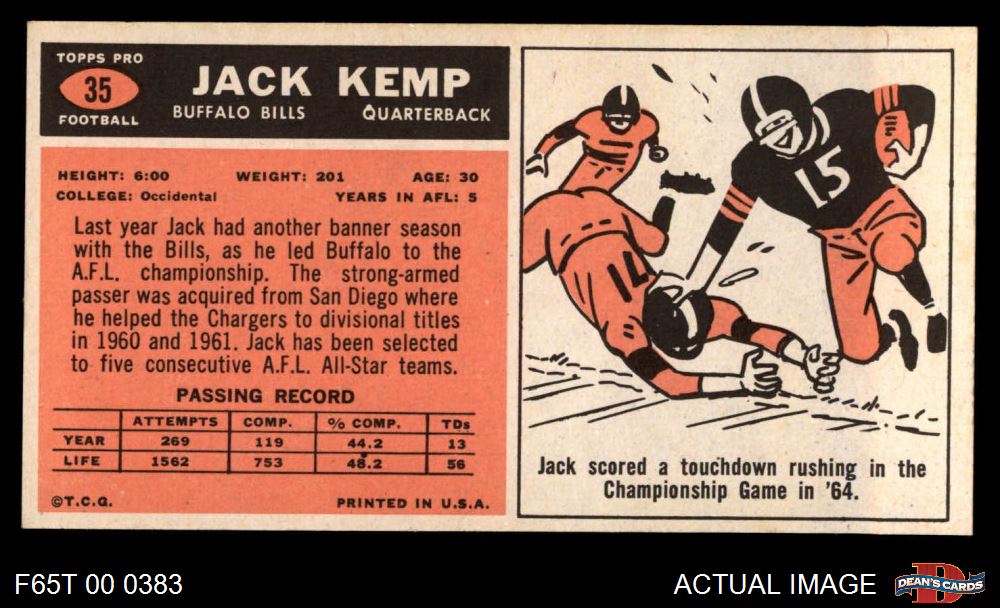 TOPPS PRO
35
FOOTBALL
JACK KEMP
BUFFALO BILLS QUARTERBACK
HEIGHT: 6:00 WEIGHT: 201 AGE: 30
COLLEGE: Occidental YEARS IN AFL: 5
Last year Jack had another banner season
with the Bills, as he led Buffalo to the
A.F.L. championship. The strong-armed
passer was acquired from San Diego where
he helped the Chargers to divisional titles
in 1960 and 1961. Jack has been selected
to five consecutive A.F.L. All-Star teams.
PASSING RECORD
ATTEMPTS COMP. % COMP. TDs
YEAR 269 119 44.2 13
LIFE 1562 753 48.2 56
©T.C.G. PRINTED IN U.S.A.
15
14
Jack scored a touchdown rushing in the
Championship Game in '64.
F65T 00 0383
ACTUAL IMAGE
D
DEAN'S CARDS